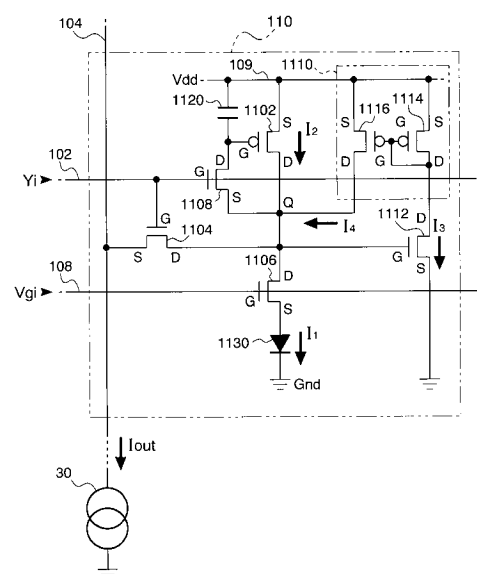 104
110
109
1110
Vdd
1120
1102
1116
1114
S
I2
S
S
G
G
G
D
D
D
102
D
Yi
G
S
Q
1108
G
I4
1112
D
I3
1104
S
D
1106
G
108
D
S
Vgi
G
S
1130
I1
Gnd
Iout
30